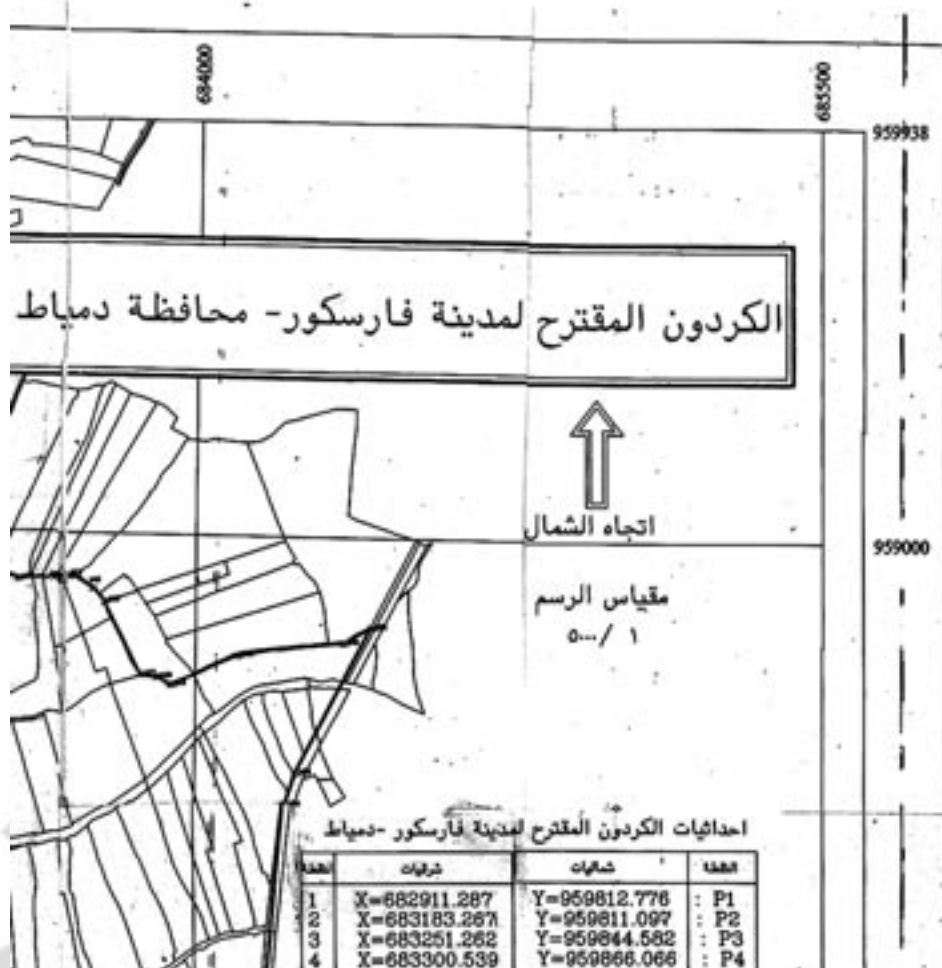 684000
685500
959938
الكردون المقترح لمدينة فارسكور- محافظة دمياط
اتجاه الشمال
959000
مقياس الرسم
١ /٥٠٠٠
احداثيات الكردون المقترح لمدينة فارسكور -دمياط
النقطة شرقيات شماليات النقطة
1 X=682911.287 Y=959812.776 : P1
2 X=683183.267 Y=959811.097 : P2
3 X=683251.262 Y=959844.582 : P3
4 X=683300.539 Y=959866.066 : P4